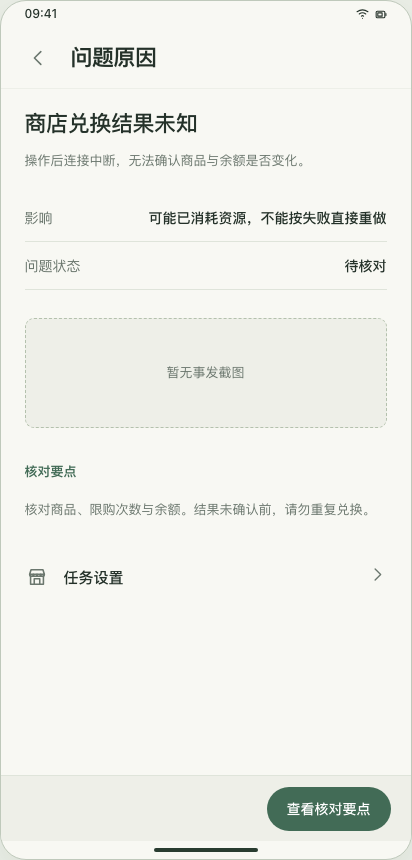 09:41
问题原因
商店兑换结果未知
操作后连接中断，无法确认商品与余额是否变化。
影响 可能已消耗资源，不能按失败直接重做
问题状态 待核对
暂无事发截图
核对要点
核对商品、限购次数与余额。结果未确认前，请勿重复兑换。
任务设置
查看核对要点